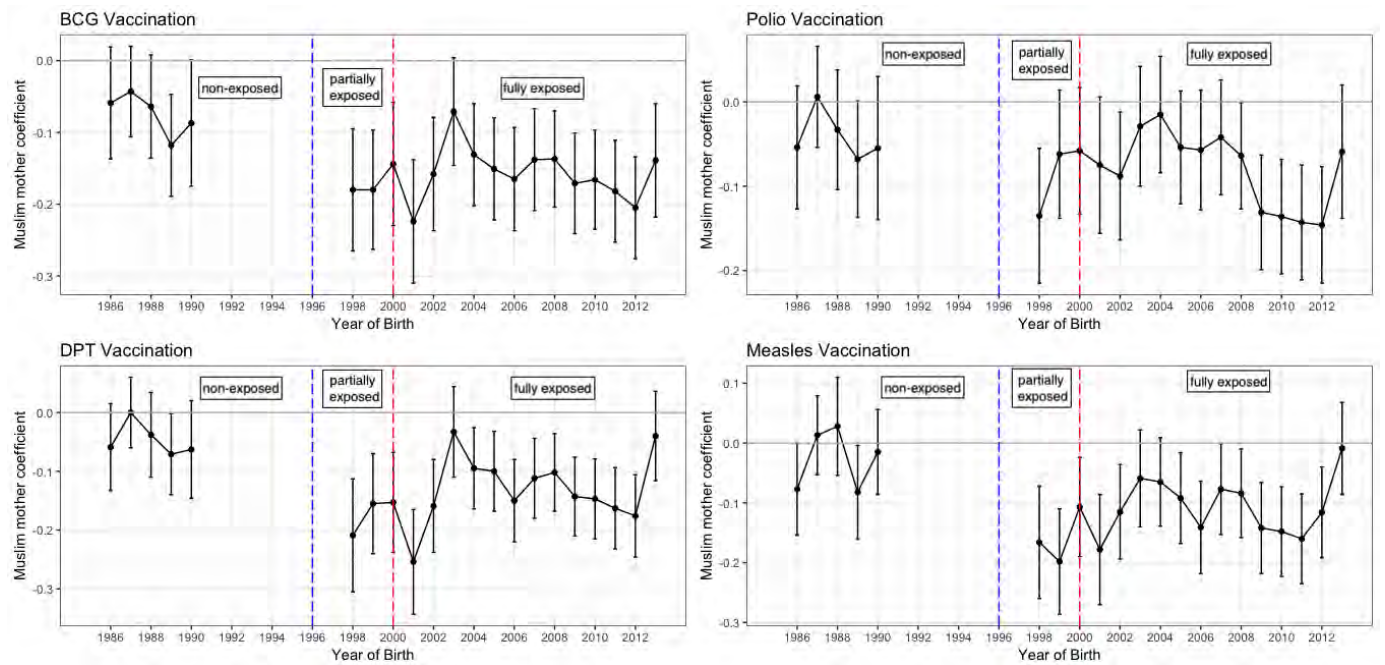 BCG Vaccination
Muslim mother coefficient
0.0
-0.1
-0.2
-0.3
non-exposed
partially
exposed
fully exposed
1986 1988 1990 1992 1994 1996 1998 2000 2002 2004 2006 2008 2010 2012
Year of Birth
Polio Vaccination
Muslim mother coefficient
0.0
-0.1
-0.2
non-exposed
partially
exposed
fully exposed
1986 1988 1990 1992 1994 1996 1998 2000 2002 2004 2006 2008 2010 2012
Year of Birth
DPT Vaccination
Muslim mother coefficient
0.0
-0.1
-0.2
-0.3
non-exposed
partially
exposed
fully exposed
1986 1988 1990 1992 1994 1996 1998 2000 2002 2004 2006 2008 2010 2012
Year of Birth
Measles Vaccination
Muslim mother coefficient
0.1
0.0
-0.1
-0.2
-0.3
non-exposed
partially
exposed
fully exposed
1986 1988 1990 1992 1994 1996 1998 2000 2002 2004 2006 2008 2010 2012
Year of Birth